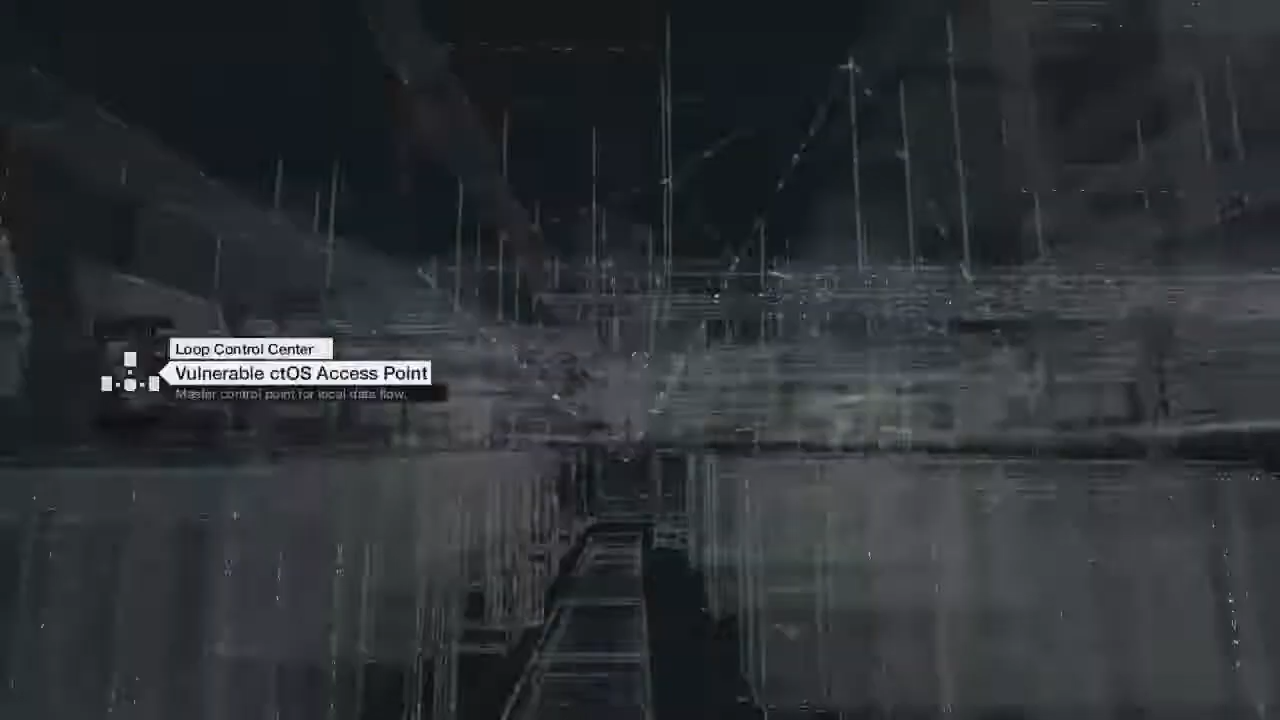 Loop Control Center
Vulnerable ctOS Access Point
Master control point for local data flow.